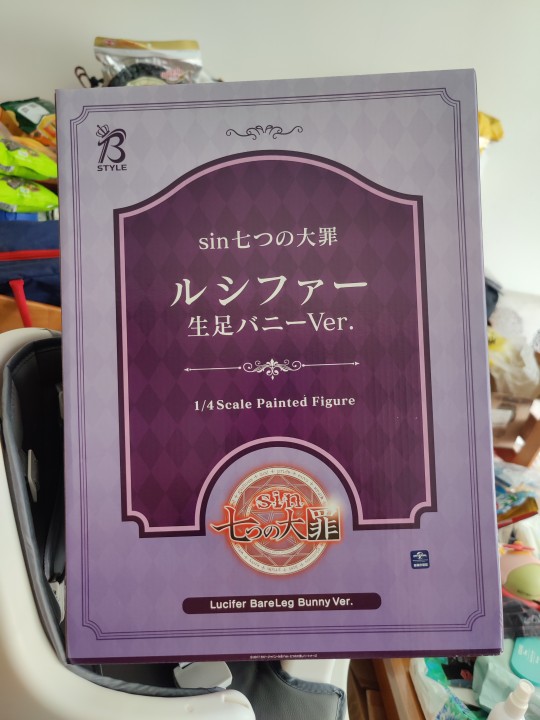 B
STYLE
sin七つの大罪
ルシファー
生足バニーVer.
1/4 Scale Painted Figure
sin
七つの大罪
Lucifer BareLeg Bunny Ver.